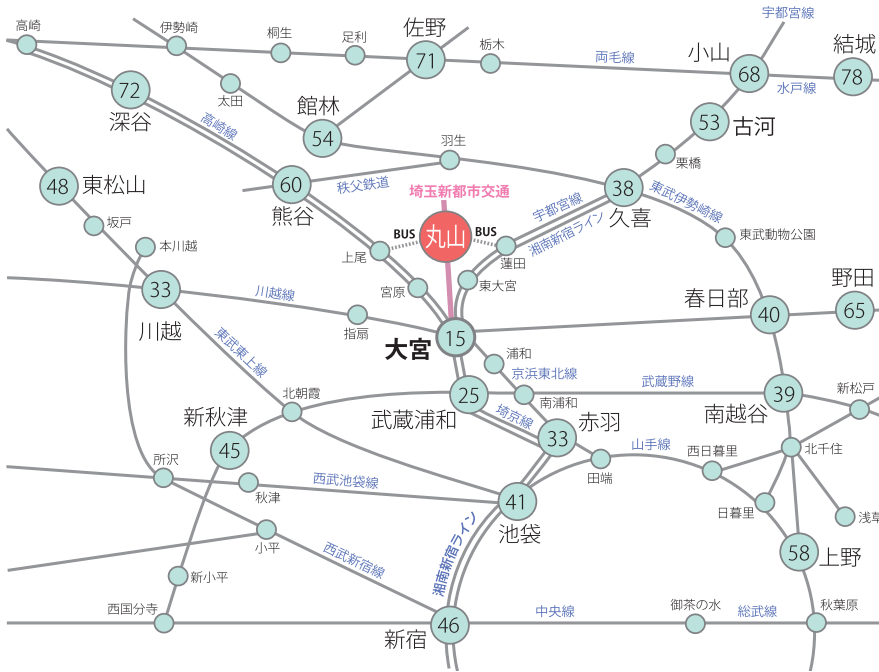 高崎
伊勢崎
桐生
足利
佐野
71
栃木
両毛線
宇都宮線
小山
68
水戸線
結城
78
72
深谷
太田
館林
54
高崎線
羽生
53
古河
栗橋
48
東松山
坂戸
60
熊谷
秩父鉄道
埼玉新都市交通
丸山
BUS
BUS
上尾
蓮田
宇都宮線
湘南新宿ライン
38
久喜
東武伊勢崎線
東武動物公園
本川越
33
川越
川越線
指扇
宮原
東大宮
大宮
15
春日部
40
野田
65
東武東上線
浦和
京浜東北線
南浦和
武蔵野線
武蔵浦和
25
埼京線
赤羽
33
南越谷
39
新松戸
北朝霞
新秋津
45
所沢
秋津
西武池袋線
池袋
41
田端
山手線
西日暮里
北千住
日暮里
浅草
58
上野
小平
西武新宿線
湘南新宿ライン
新小平
西国分寺
新宿
46
中央線
御茶の水
総武線
秋葉原